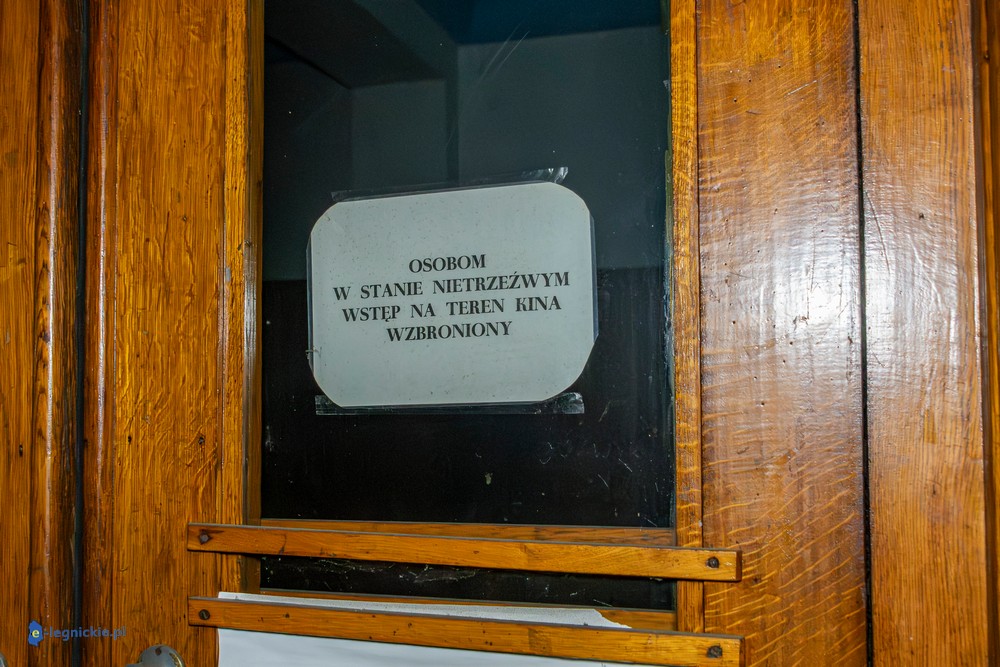 OSOBOM
W STANIE NIETRZEŹWYM
WSTĘP NA TEREN KINA
WZBRONIONY
e-legnickie.pl